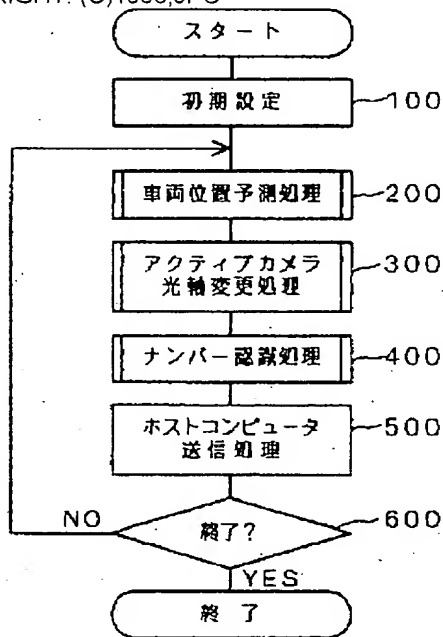 スタート
初期設定 100
車両位置予測処理 200
アクティブカメラ 300
光軸変更処理
ナンバー認識処理 400
ホストコンピュータ 500
送信処理
終了? 600
NO
YES
終了